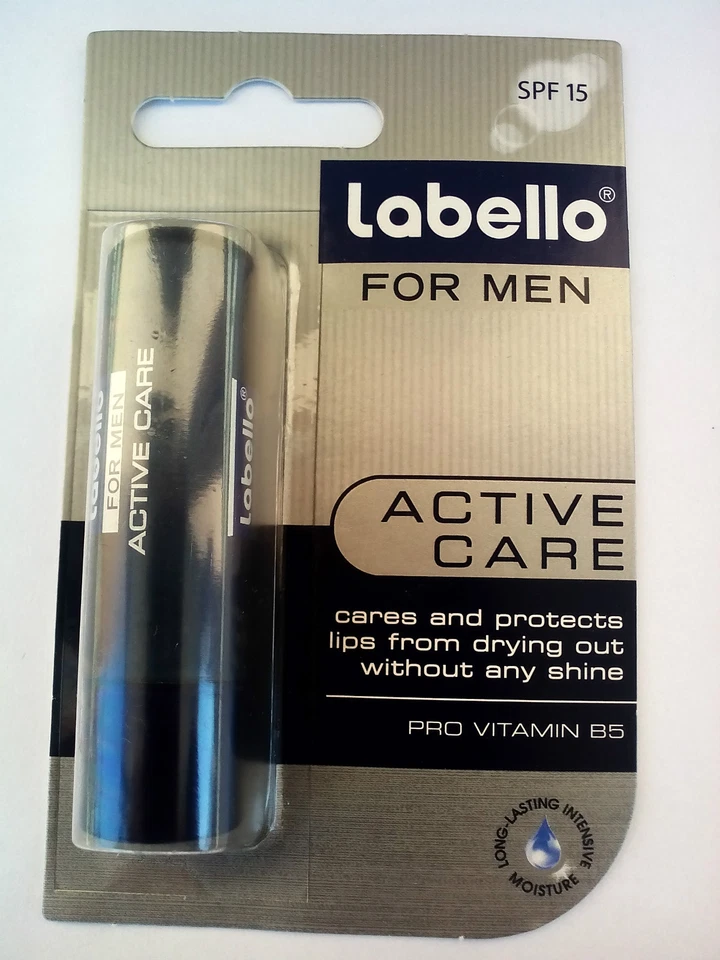 SPF 15
Labello®
FOR MEN
ACTIVE
CARE
cares and protects
lips from drying out
without any shine
PRO VITAMIN B5
LONG-LASTING INTENSIVE
MOISTURE
Labello
FOR MEN
ACTIVE CARE
Labello®